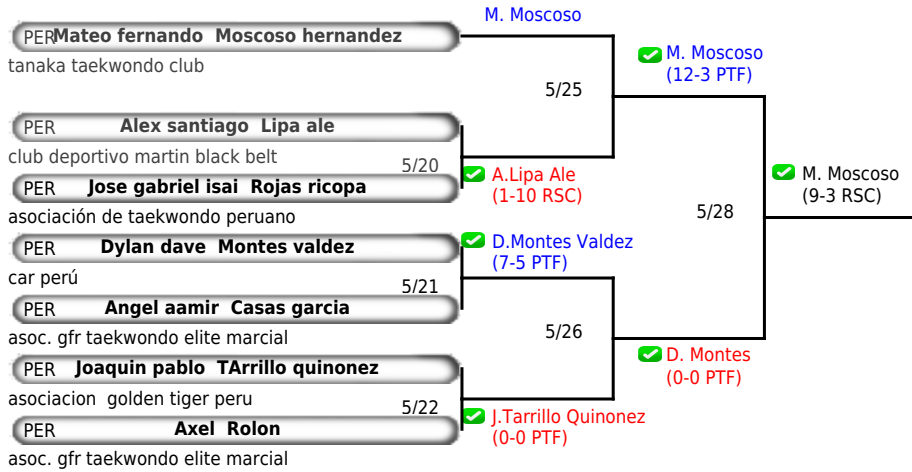 M. Moscoso
PER Mateo fernando Moscoso hernandez
tanaka taekwondo club
M. Moscoso
(12-3 PTF)
5/25
PER Alex santiago Lipa ale
club deportivo martin black belt
5/20
A.Lipa Ale
(1-10 RSC)
PER Jose gabriel isai Rojas ricopa
asociación de taekwondo peruano
M. Moscoso
(9-3 RSC)
5/28
PER Dylan dave Montes valdez
car perú
D.Montes Valdez
(7-5 PTF)
5/21
PER Angel aamir Casas garcia
asoc. gfr taekwondo elite marcial
5/26
D. Montes
(0-0 PTF)
PER Joaquin pablo TArrillo quinonez
asociacion golden tiger peru
5/22
J.Tarrillo Quinonez
(0-0 PTF)
PER Axel Rolon
asoc. gfr taekwondo elite marcial